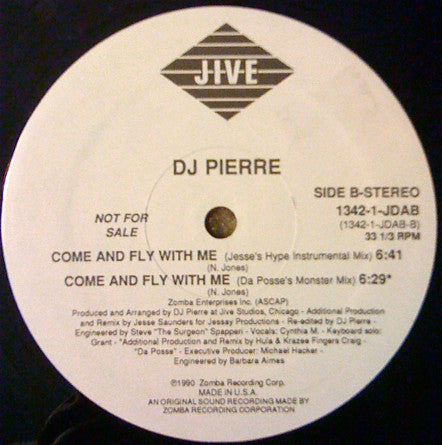 JIVE
DJ PIERRE
NOT FOR
SALE
SIDE B-STEREO
1342-1-JDAB
(1342-1-JDAB-B)
33 1/3 RPM
COME AND FLY WITH ME (Jesse's Hype Instrumental Mix) 6:41
(N. Jones)
COME AND FLY WITH ME (Da Posse's Monster Mix) 6:29*
(N. Jones)
Zomba Enterprises Inc. (ASCAP)
Produced and Arranged by DJ Pierre at Jive Studios, Chicago - Additional Production
and Remix by Jesse Saunders for Jessay Productions - Re-edited by DJ Pierre -
Engineered by Steve "The Surgeon" Spapperi - Vocals: Cynthia M. - Keyboard solo:
Grant - *Additional Production and Remix by Hula & Krazee Fingers Craig -
"Da Posse" - Executive Producer: Michael Hacker -
Engineered by Barbara Aimes
℗1990 Zomba Recording Corp.
MADE IN U.S.A.
AN ORIGINAL SOUND RECORDING MADE BY
ZOMBA RECORDING CORPORATION